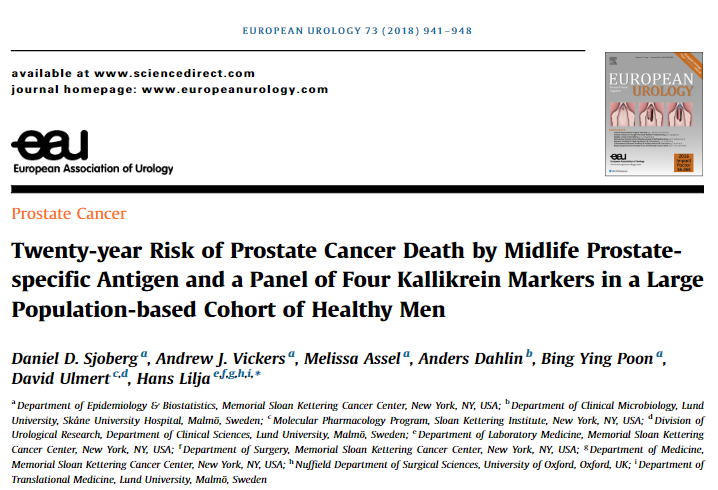 EUROPEAN UROLOGY 73 (2018) 941–948
available at www.sciencedirect.com
journal homepage: www.europeanurology.com
EUROPEAN
UROLOGY
eau
2016
Impact
Factor
eau
European Association of Urology
Prostate Cancer
Twenty-year Risk of Prostate Cancer Death by Midlife Prostate-
specific Antigen and a Panel of Four Kallikrein Markers in a Large
Population-based Cohort of Healthy Men
Daniel D. Sjoberg a, Andrew J. Vickers a, Melissa Assel a, Anders Dahlin b, Bing Ying Poon a,
David Ulmert c,d, Hans Lilja e,f,g,h,i,*
a Department of Epidemiology & Biostatistics, Memorial Sloan Kettering Cancer Center, New York, NY, USA; b Department of Clinical Microbiology, Lund
University, Skåne University Hospital, Malmö, Sweden; c Molecular Pharmacology Program, Sloan Kettering Institute, New York, NY, USA; d Division of
Urological Research, Department of Clinical Sciences, Lund University, Malmö, Sweden; e Department of Laboratory Medicine, Memorial Sloan Kettering
Cancer Center, New York, NY, USA; f Department of Surgery, Memorial Sloan Kettering Cancer Center, New York, NY, USA; g Department of Medicine,
Memorial Sloan Kettering Cancer Center, New York, NY, USA; h Nuffield Department of Surgical Sciences, University of Oxford, Oxford, UK; i Department of
Translational Medicine, Lund University, Malmö, Sweden